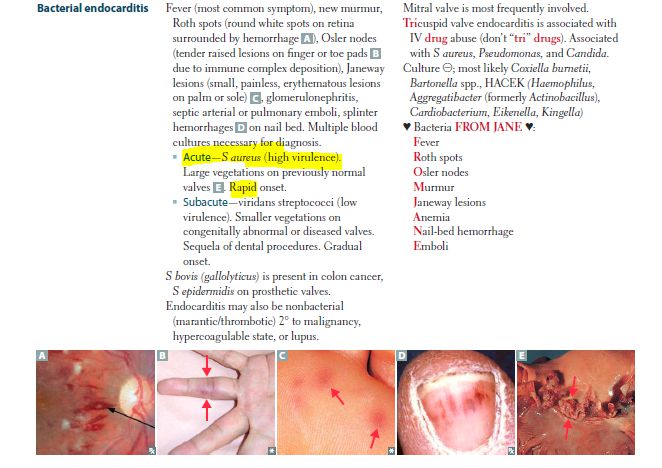 Bacterial endocarditis
Fever (most common symptom), new murmur,
Roth spots (round white spots on retina
surrounded by hemorrhage A), Osler nodes
(tender raised lesions on finger or toe pads B
due to immune complex deposition), Janeway
lesions (small, painless, erythematous lesions
on palm or sole) C, glomerulonephritis,
septic arterial or pulmonary emboli, splinter
hemorrhages D on nail bed. Multiple blood
cultures necessary for diagnosis.
▪ Acute—S aureus (high virulence).
Large vegetations on previously normal
valves E. Rapid onset.
▪ Subacute—viridans streptococci (low
virulence). Smaller vegetations on
congenitally abnormal or diseased valves.
Sequela of dental procedures. Gradual
onset.
S bovis (gallolyticus) is present in colon cancer,
S epidermidis on prosthetic valves.
Endocarditis may also be nonbacterial
(marantic/thrombotic) 2° to malignancy,
hypercoagulable state, or lupus.
Mitral valve is most frequently involved.
Tricuspid valve endocarditis is associated with
IV drug abuse (don't “tri” drugs). Associated
with S aureus, Pseudomonas, and Candida.
Culture ⊖; most likely Coxiella burnetii,
Bartonella spp., HACEK (Haemophilus,
Aggregatibacter (formerly Actinobacillus),
Cardiobacterium, Eikenella, Kingella)
♥ Bacteria FROM JANE ♥:
Fever
Roth spots
Osler nodes
Murmur
Janeway lesions
Anemia
Nail-bed hemorrhage
Emboli
A
B
C
D
E